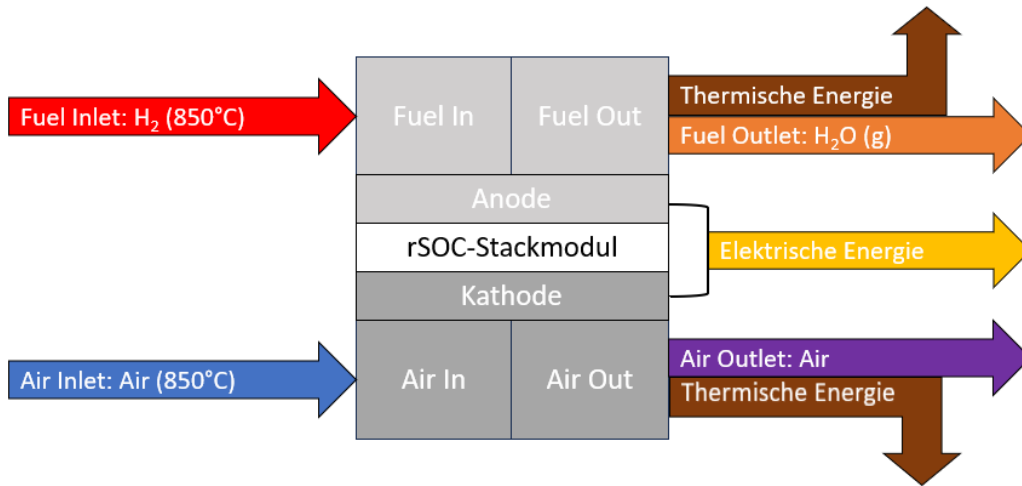 Thermische Energie
Fuel Inlet: H₂ (850°C)
Fuel In
Fuel Out
Fuel Outlet: H₂O (g)
Anode
rSOC-Stackmodul
Elektrische Energie
Kathode
Air Outlet: Air
Air Inlet: Air (850°C)
Air In
Air Out
Thermische Energie